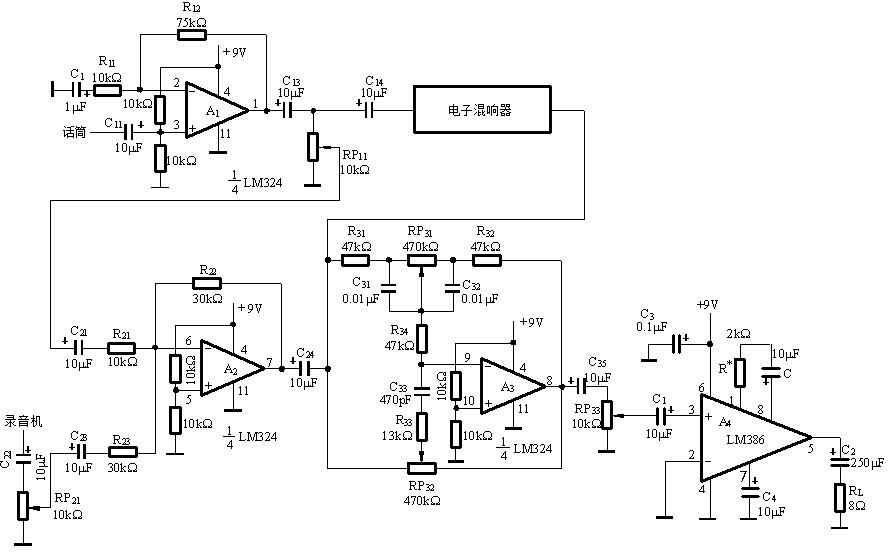 R12
75kΩ
+9V
C1
1μF
R11
10kΩ
2
4
−
A1
1
10kΩ
3
+
11
话筒
C11
10μF
10kΩ
1/4 LM324
C13
10μF
RP11
10kΩ
C14
10μF
电子混响器
R22
30kΩ
+9V
C21
10μF
R21
10kΩ
6
4
−
A2
7
10kΩ
5
+
11
10kΩ
1/4 LM324
C24
10μF
录音机
C22
10μF
C23
10μF
R23
30kΩ
RP21
10kΩ
R31
47kΩ
RP31
470kΩ
R32
47kΩ
C31
0.01μF
C32
0.01μF
R34
47kΩ
+9V
9
4
−
A3
8
10kΩ
10
+
11
10kΩ
1/4 LM324
C33
470pF
R33
13kΩ
RP32
470kΩ
C35
10μF
RP33
10kΩ
C3
0.1μF
+9V
2kΩ
R*
10μF
C
C1
10μF
6
1
8
3
+
A4
LM386
5
2
−
4
7
C4
10μF
C2
250μF
RL
8Ω